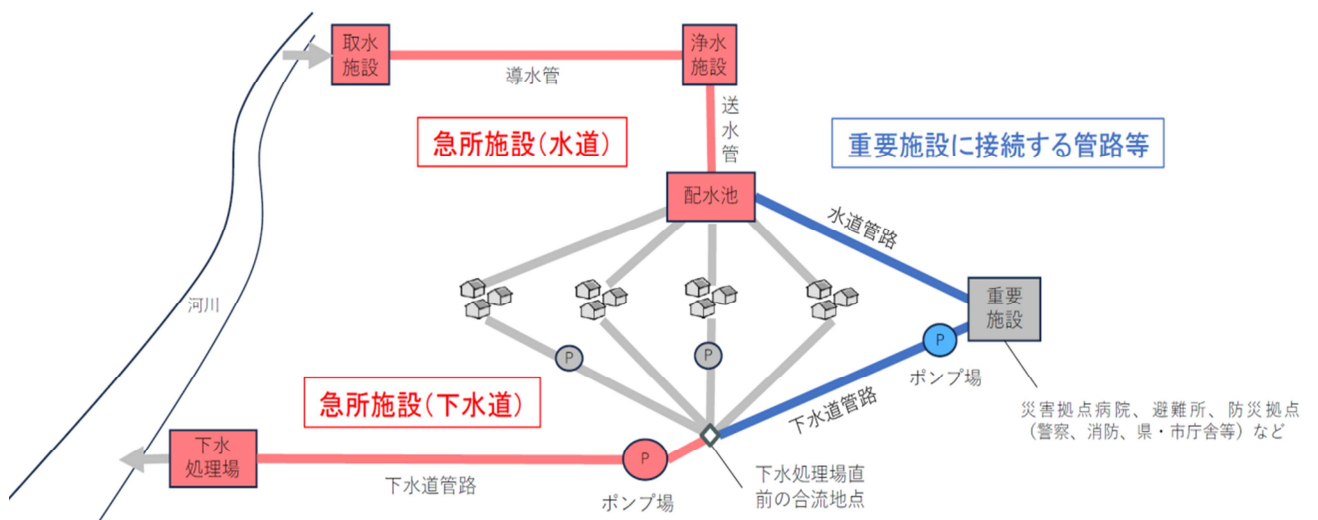 取水
施設
導水管
浄水
施設
送
水
管
急所施設(水道)
重要施設に接続する管路等
配水池
水道管路
河川
重要
施設
P
P
P
ポンプ場
急所施設(下水道)
下水道管路
災害拠点病院、避難所、防災拠点
(警察、消防、県・市庁舎等)など
下水
処理場
P
下水道管路
ポンプ場
下水処理場直
前の合流地点